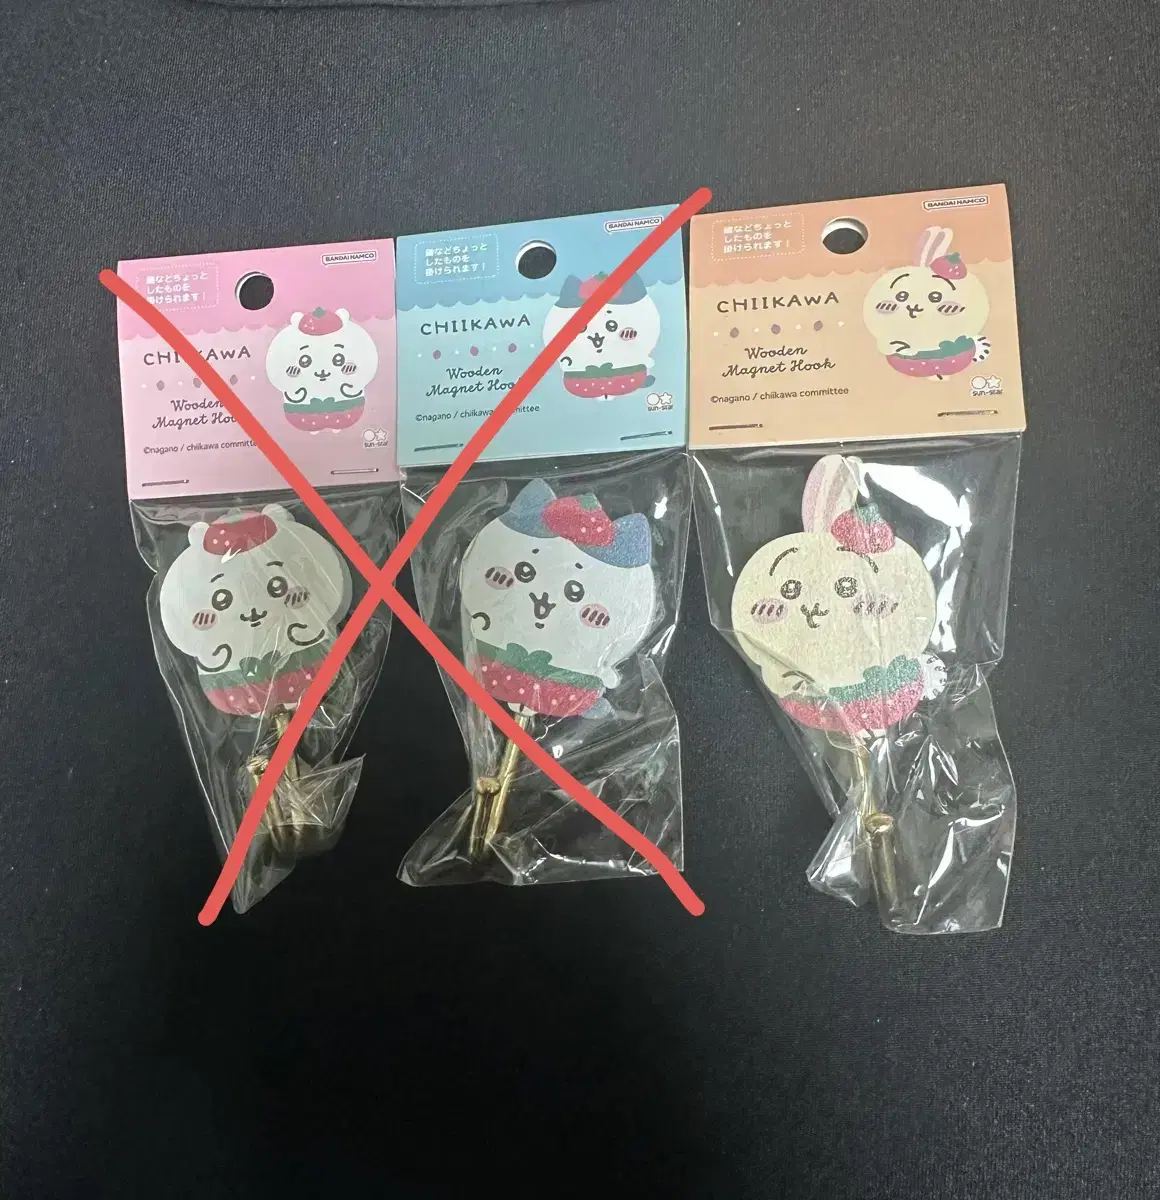 BANDAI NAMCO
鍵などちょっと
したものを
掛けられます!
CHIIKAWA
Wooden
Magnet Hook
©nagano / chiikawa committee
sun-star
BANDAI NAMCO
鍵などちょっと
したものを
掛けられます!
CHIIKAWA
Wooden
Magnet Hook
©nagano / chiikawa committee
sun-star
BANDAI NAMCO
鍵などちょっと
したものを
掛けられます!
CHIIKAWA
Wooden
Magnet Hook
©nagano / chiikawa committee
sun-star